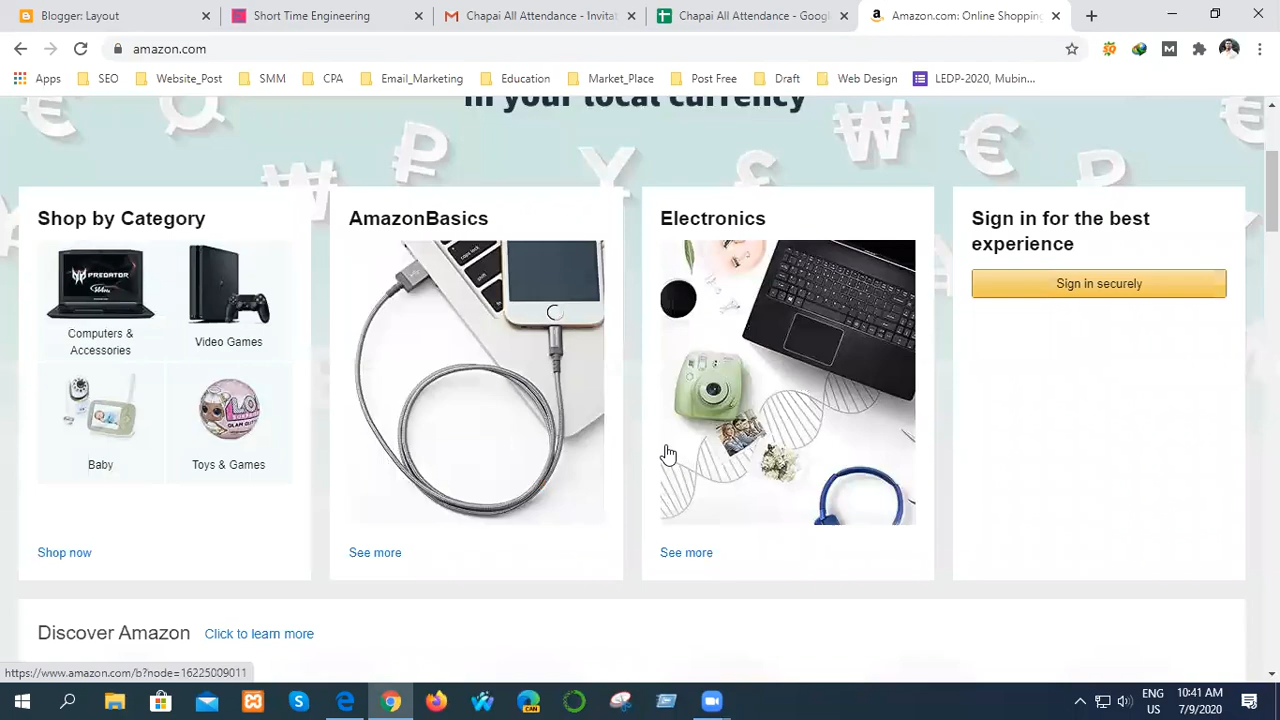 Blogger: Layout
Short Time Engineering
Chapai All Attendance - Invitat
Chapai All Attendance - Google
Amazon.com: Online Shopping
amazon.com
Apps
SEO
Website_Post
SMM
CPA
Email_Marketing
Education
Market_Place
Post Free
Draft
Web Design
LEDP-2020, Mubin...
In your local currency
Shop by Category
AmazonBasics
Electronics
Sign in for the best
experience
PREDATOR
Sign in securely
Computers &
Accessories
Video Games
Baby
Toys & Games
Shop now
See more
See more
Discover Amazon
Click to learn more
https://www.amazon.com/b?node=16225009011
ENG
US
10:41 AM
7/9/2020